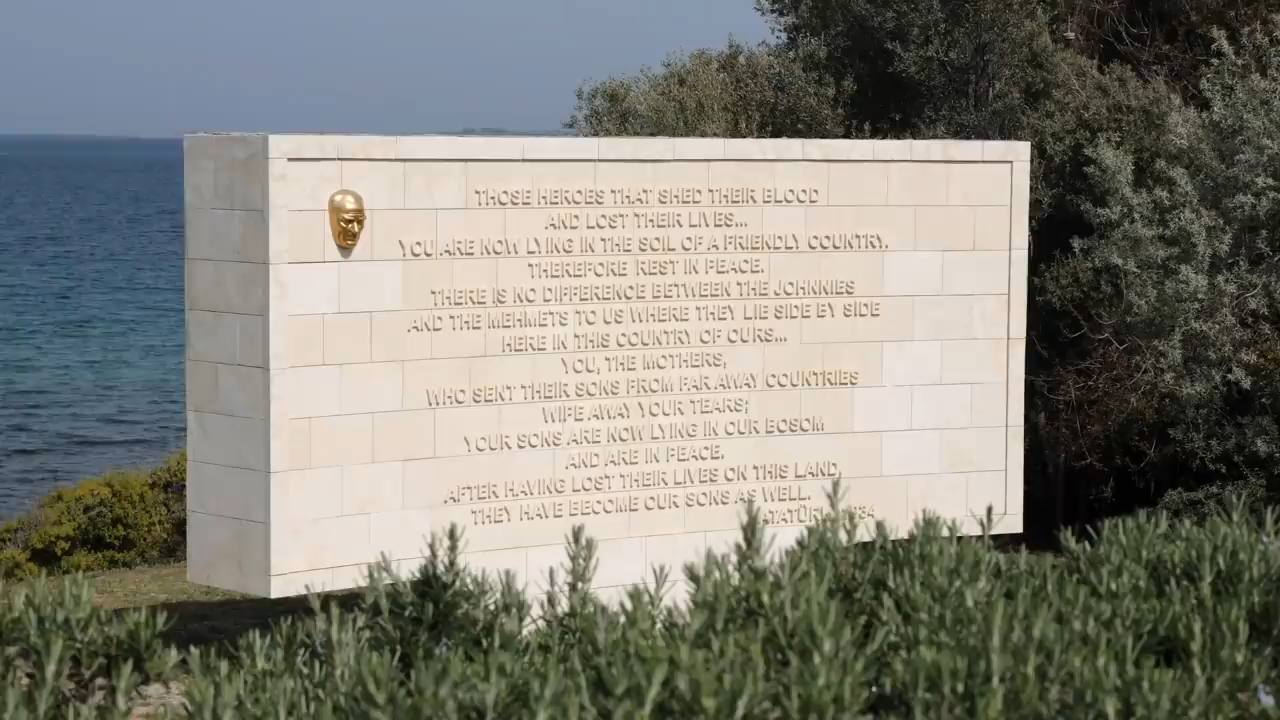 THOSE HEROES THAT SHED THEIR BLOOD
AND LOST THEIR LIVES...
YOU ARE NOW LYING IN THE SOIL OF A FRIENDLY COUNTRY.
THEREFORE REST IN PEACE.
THERE IS NO DIFFERENCE BETWEEN THE JOHNNIES
AND THE MEHMETS TO US WHERE THEY LIE SIDE BY SIDE
HERE IN THIS COUNTRY OF OURS...
YOU, THE MOTHERS,
WHO SENT THEIR SONS FROM FAR AWAY COUNTRIES
WIPE AWAY YOUR TEARS;
YOUR SONS ARE NOW LYING IN OUR BOSOM
AND ARE IN PEACE.
AFTER HAVING LOST THEIR LIVES ON THIS LAND,
THEY HAVE BECOME OUR SONS AS WELL.